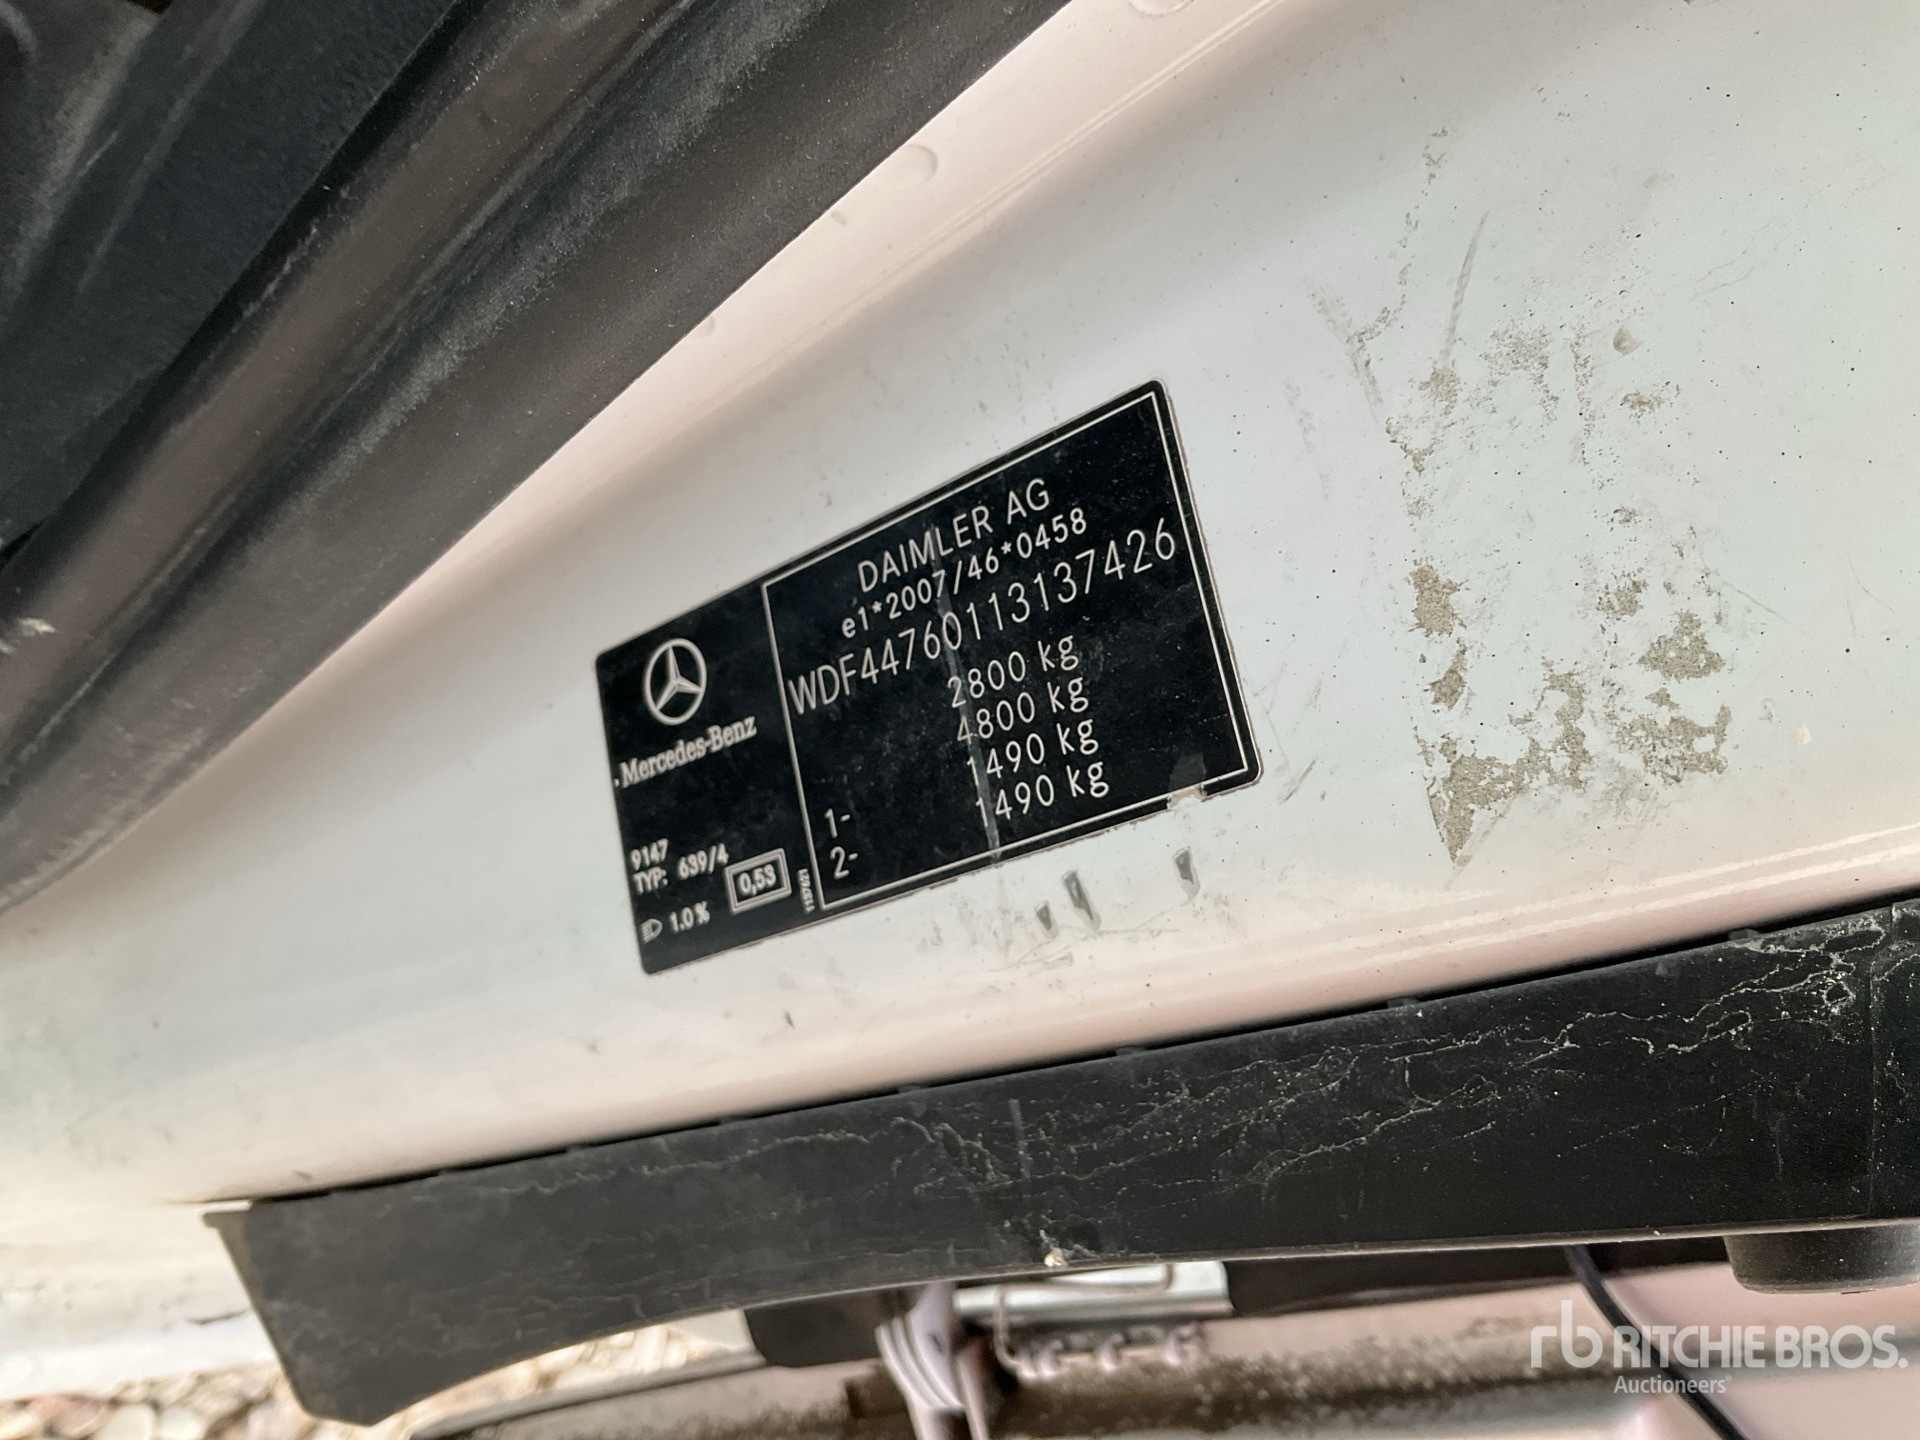 DAIMLER AG
e1*2007/46*0458
WDF44760113137426
2800 kg
4800 kg
1- 1490 kg
2- 1490 kg
Mercedes-Benz
9147
TYP: 639/4
0,53
1.0%
rb RITCHIE BROS.
Auctioneers